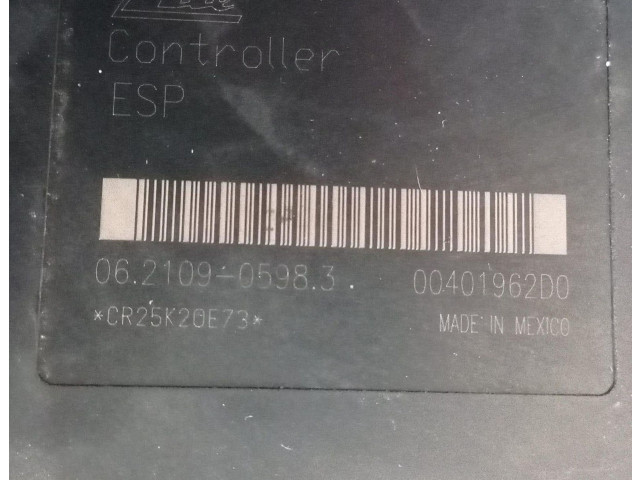 Controller
ESP
06.2109-0598.3 00401962D0
*CR25K20E73* MADE IN MEXICO